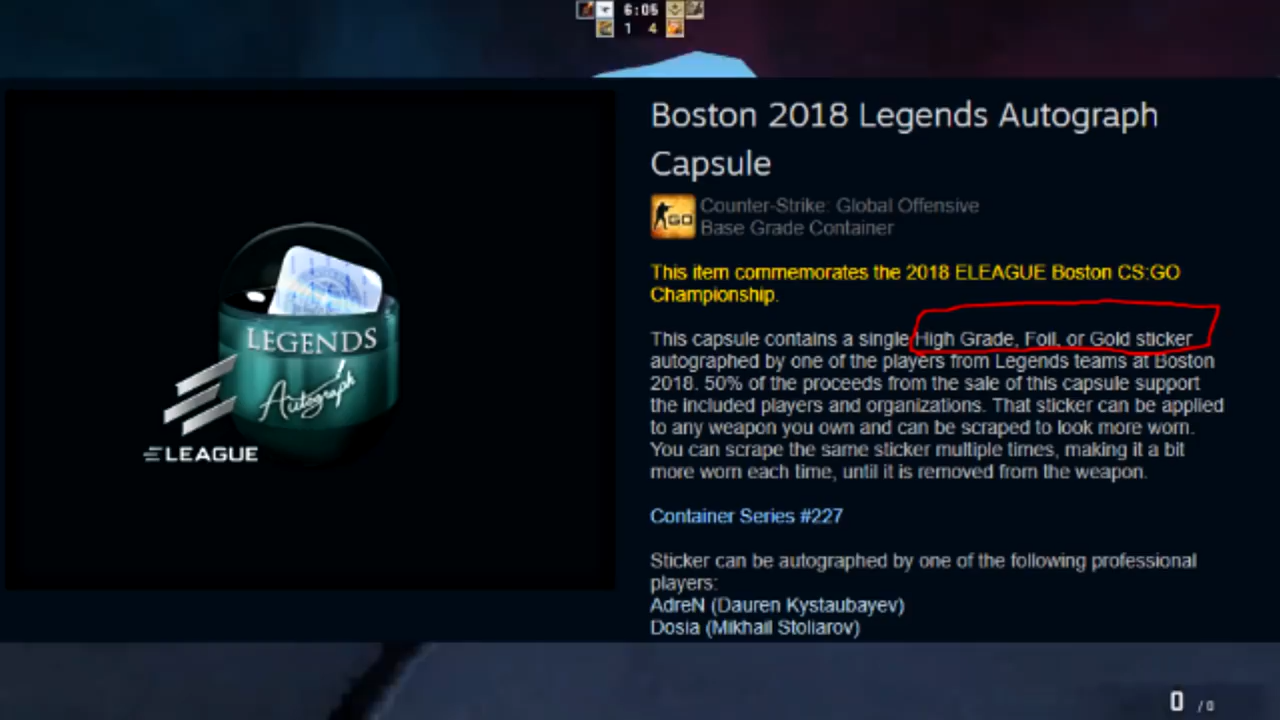 6:05
1 4
Boston 2018 Legends Autograph
Capsule
GO
Counter-Strike: Global Offensive
Base Grade Container
This item commemorates the 2018 ELEAGUE Boston CS:GO
Championship.
This capsule contains a single High Grade, Foil, or Gold sticker
autographed by one of the players from Legends teams at Boston
2018. 50% of the proceeds from the sale of this capsule support
the included players and organizations. That sticker can be applied
to any weapon you own and can be scraped to look more worn.
You can scrape the same sticker multiple times, making it a bit
more worn each time, until it is removed from the weapon.
Container Series #227
Sticker can be autographed by one of the following professional
players:
AdreN (Dauren Kystaubayev)
Dosia (Mikhail Stoliarov)
LEGENDS
Autograph
ELEAGUE
0 / 0